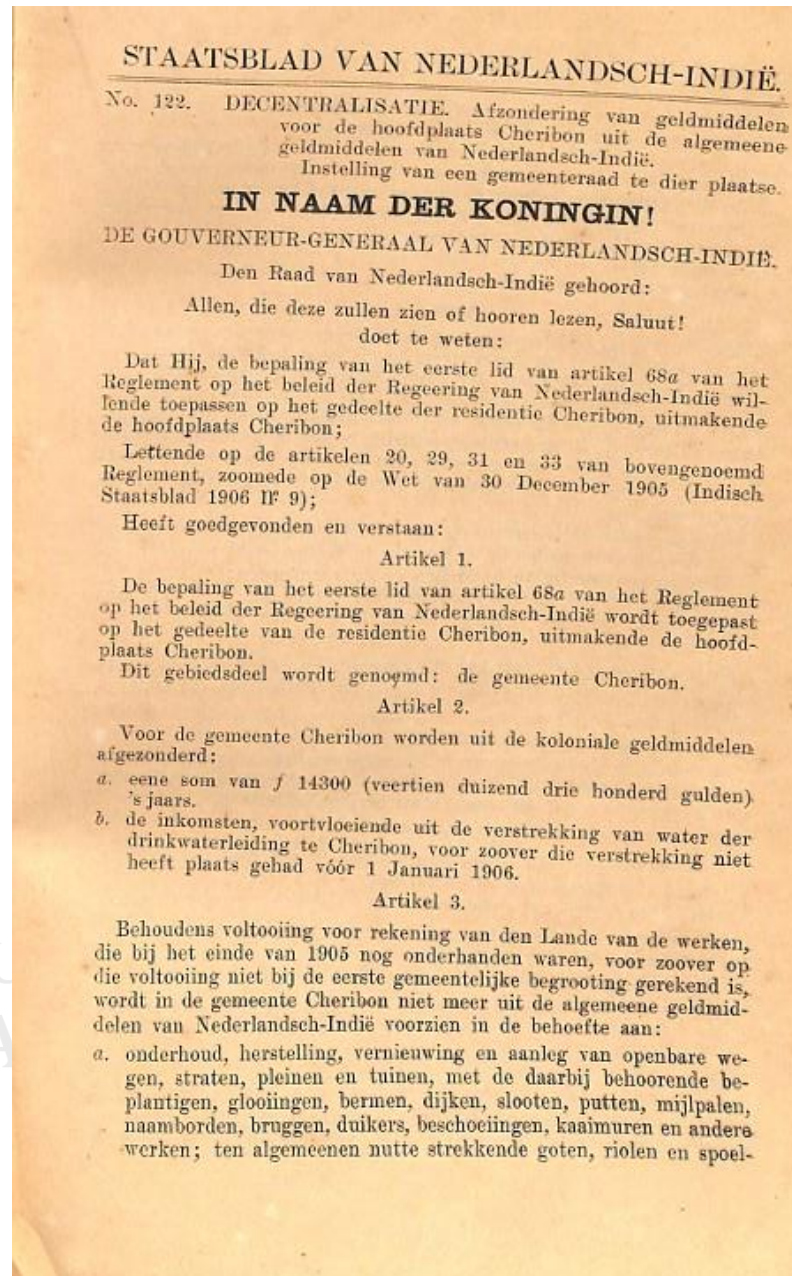 STAATSBLAD VAN NEDERLANDSCH-INDIË.
No. 122. DECENTRALISATIE. Afzondering van geldmiddelen
voor de hoofdplaats Cheribon uit de algemeene
geldmiddelen van Nederlandsch-Indië.
Instelling van een gemeenteraad te dier plaatse.
IN NAAM DER KONINGIN!
DE GOUVERNEUR-GENERAAL VAN NEDERLANDSCH-INDIË.
Den Raad van Nederlandsch-Indië gehoord:
Allen, die deze zullen zien of hooren lezen, Saluut!
doet te weten:
Dat Hij, de bepaling van het eerste lid van artikel 68a van het
Reglement op het beleid der Regeering van Nederlandsch-Indië wil-
lende toepassen op het gedeelte der residentie Cheribon, uitmakende
de hoofdplaats Cheribon;
Lettende op de artikelen 20, 29, 31 en 33 van bovengenoemd
Reglement, zoomede op de Wet van 30 December 1905 (Indisch
Staatsblad 1906 No. 9);
Heeft goedgevonden en verstaan:
Artikel 1.
De bepaling van het eerste lid van artikel 68a van het Reglement
op het beleid der Regeering van Nederlandsch-Indië wordt toegepast
op het gedeelte van de residentie Cheribon, uitmakende de hoofd-
plaats Cheribon.
Dit gebiedsdeel wordt genoemd: de gemeente Cheribon.
Artikel 2.
Voor de gemeente Cheribon worden uit de koloniale geldmiddelen
afgezonderd:
a. eene som van f 14300 (veertien duizend drie honderd gulden)
's jaars.
b. de inkomsten, voortvloeiende uit de verstrekking van water der
drinkwaterleiding te Cheribon, voor zoover die verstrekking niet
heeft plaats gehad vóór 1 Januari 1906.
Artikel 3.
Behoudens voltooiing voor rekening van den Lande van de werken,
die bij het einde van 1905 nog onderhanden waren, voor zoover op
die voltooiing niet bij de eerste gemeentelijke begrooting gerekend is,
wordt in de gemeente Cheribon niet meer uit de algemeene geldmid-
delen van Nederlandsch-Indië voorzien in de behoefte aan:
a. onderhoud, herstelling, vernieuwing en aanleg van openbare we-
gen, straten, pleinen en tuinen, met de daarbij behoorende be-
plantigen, glooiingen, bermen, dijken, slooten, putten, mijlpalen,
naamborden, bruggen, duikers, beschoeiingen, kaaimuren en andere
werken; ten algemeenen nutte strekkende goten, riolen en spoel-